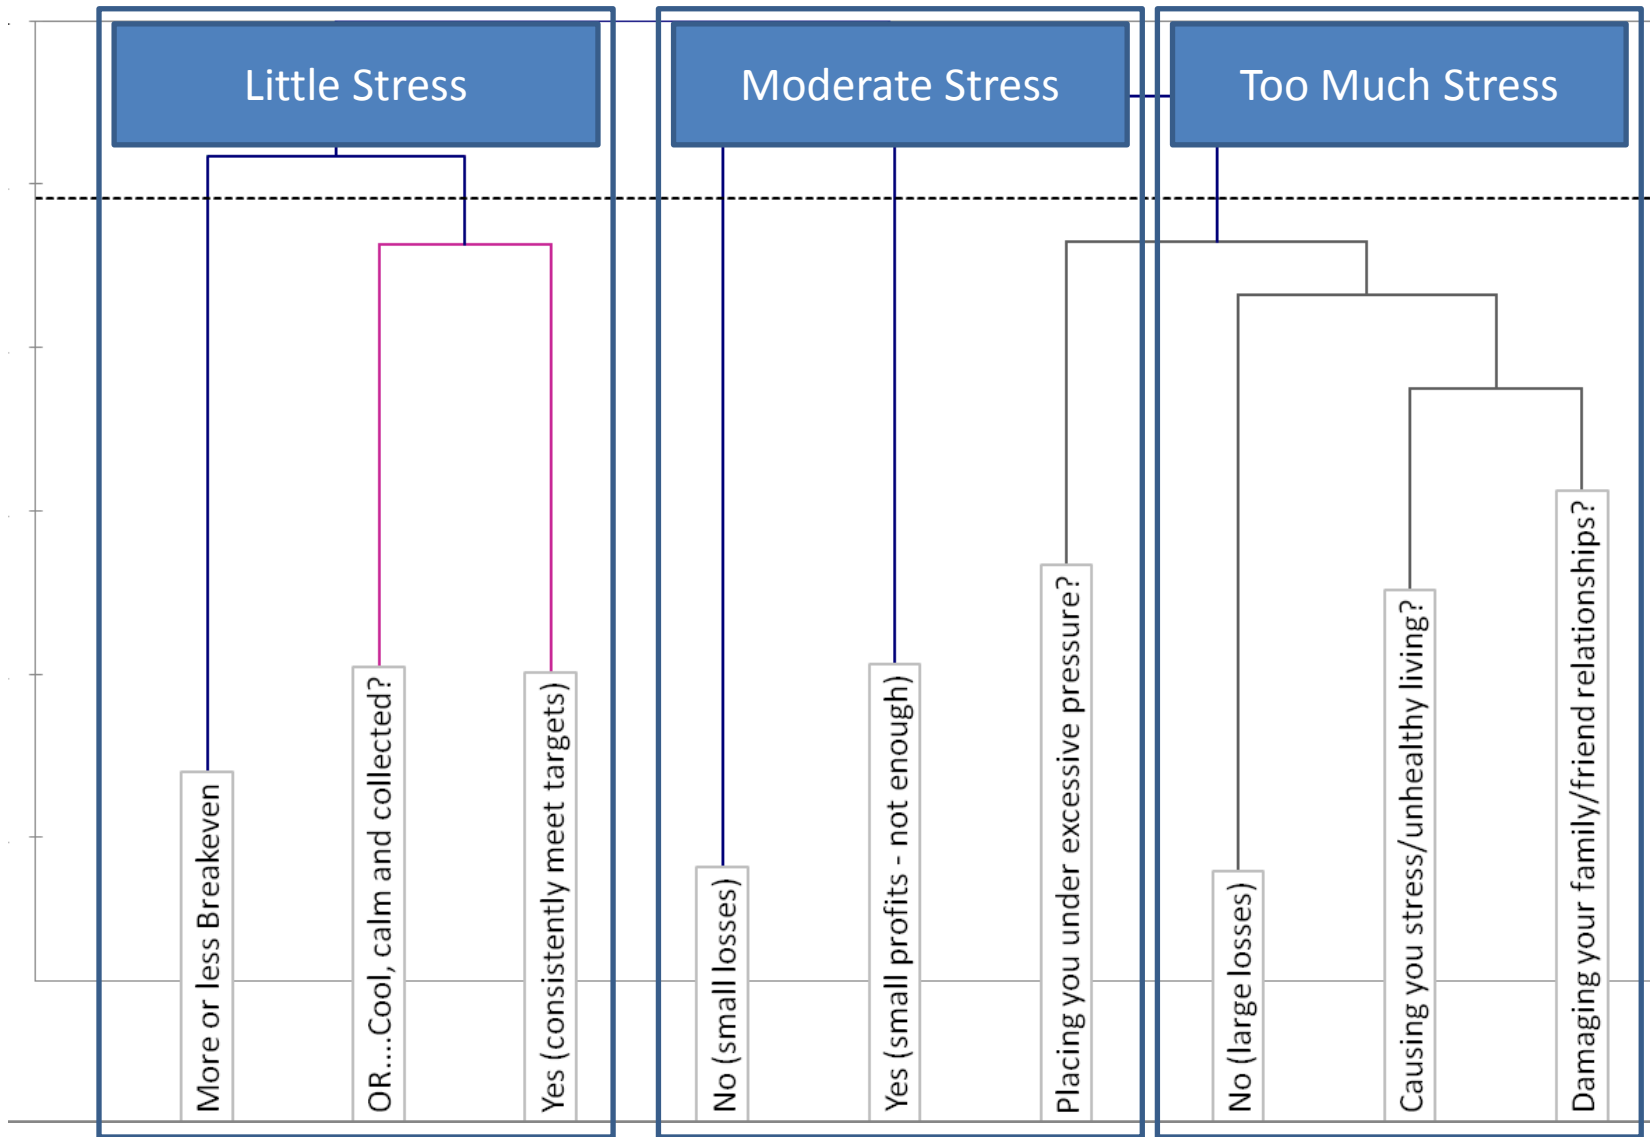 Little Stress
Moderate Stress
Too Much Stress
More or less Breakeven
OR....Cool, calm and collected?
Yes (consistently meet targets)
No (small losses)
Yes (small profits - not enough)
Placing you under excessive pressure?
No (large losses)
Causing you stress/unhealthy living?
Damaging your family/friend relationships?